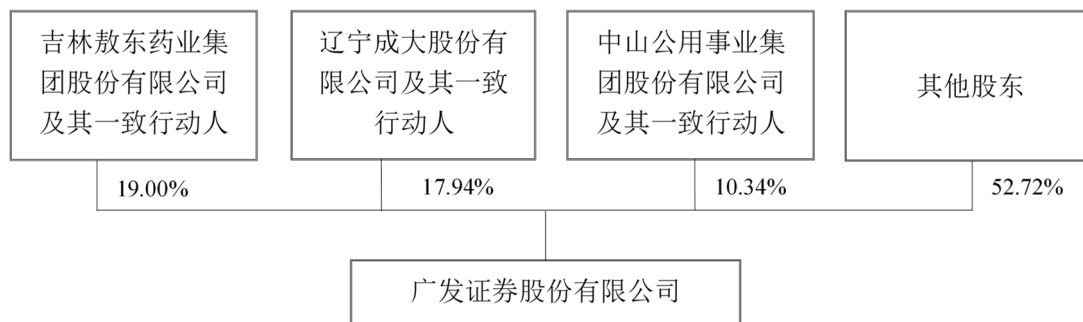 吉林敖东药业集
团股份有限公司
及其一致行动人
辽宁成大股份有
限公司及其一致
行动人
中山公用事业集
团股份有限公司
及其一致行动人
其他股东
19.00%
17.94%
10.34%
52.72%
广发证券股份有限公司